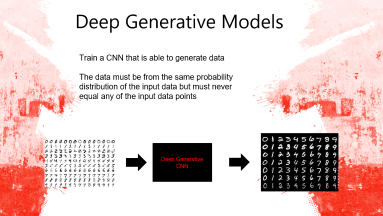 Deep Generative Models
Train a CNN that is able to generate data
The data must be from the same probability
distribution of the input data but must never
equal any of the input data points
Deep Generative
CNN
0 1 2 3 4 5 6 7 8 9
0 1 2 3 4 5 6 7 8 9
0 1 2 3 4 5 6 7 8 9
0 1 2 3 4 5 6 7 8 9
0 1 2 3 4 5 6 7 8 9
0 1 2 3 4 5 6 7 8 9